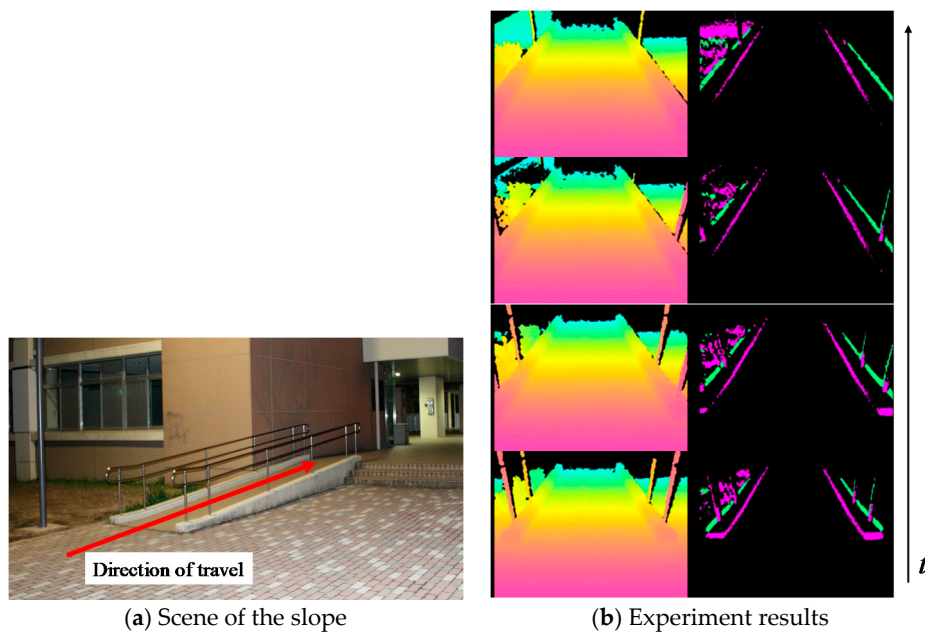 Direction of travel
t
(a) Scene of the slope
(b) Experiment results